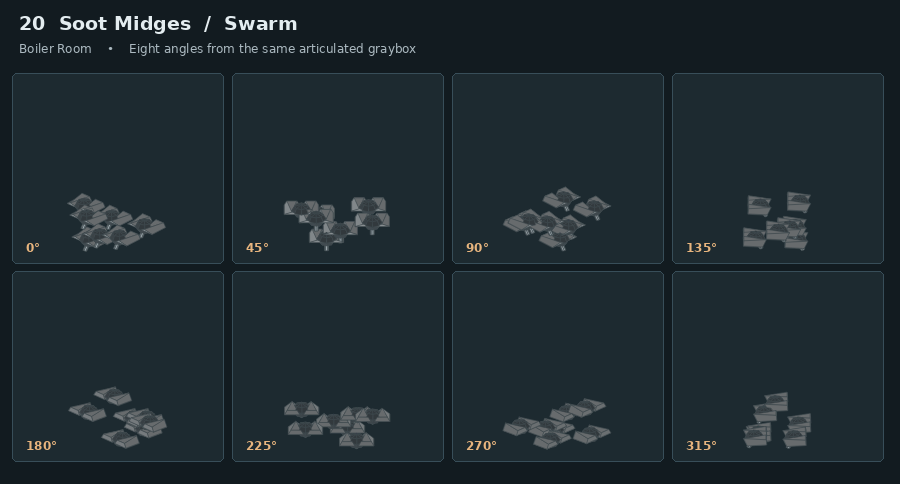 20 Soot Midges / Swarm
Boiler Room • Eight angles from the same articulated graybox
0° 45° 90° 135°
180° 225° 270° 315°